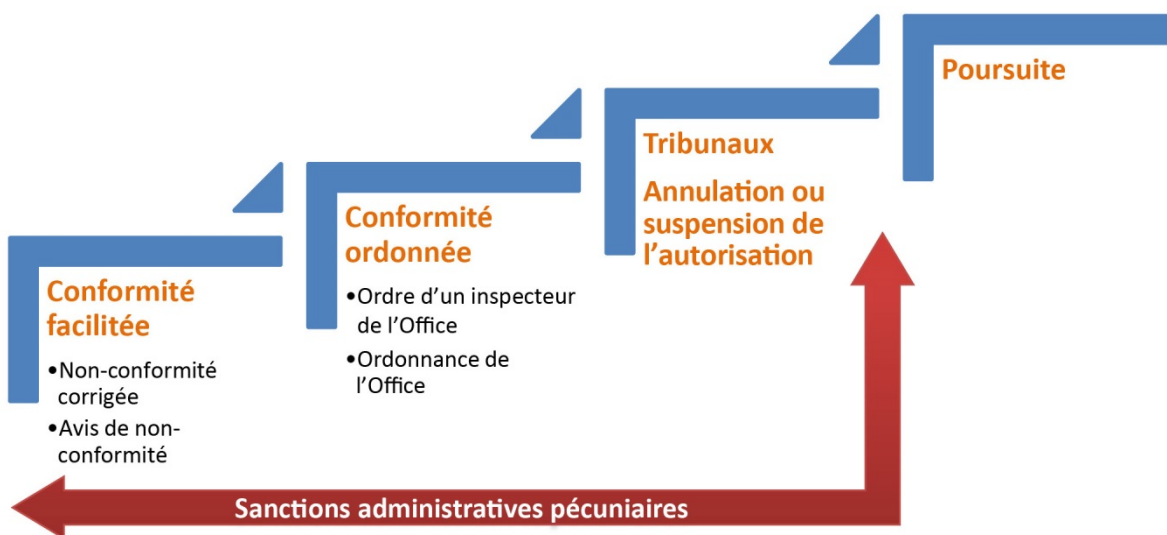 Conformité
facilitée
•Non-conformité
corrigée
•Avis de non-
conformité
Conformité
ordonnée
•Ordre d’un inspecteur
de l’Office
•Ordonnance de
l’Office
Tribunaux
Annulation ou
suspension de
l’autorisation
Poursuite
Sanctions administratives pécuniaires